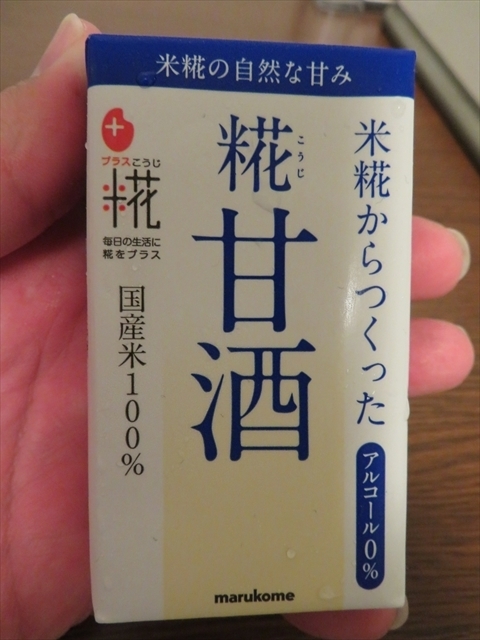 米糀の自然な甘み
米糀からつくった
アルコール0%
こうじ
糀甘酒
プラスこうじ
糀
毎日の生活に
糀をプラス
国産米100%
marukome